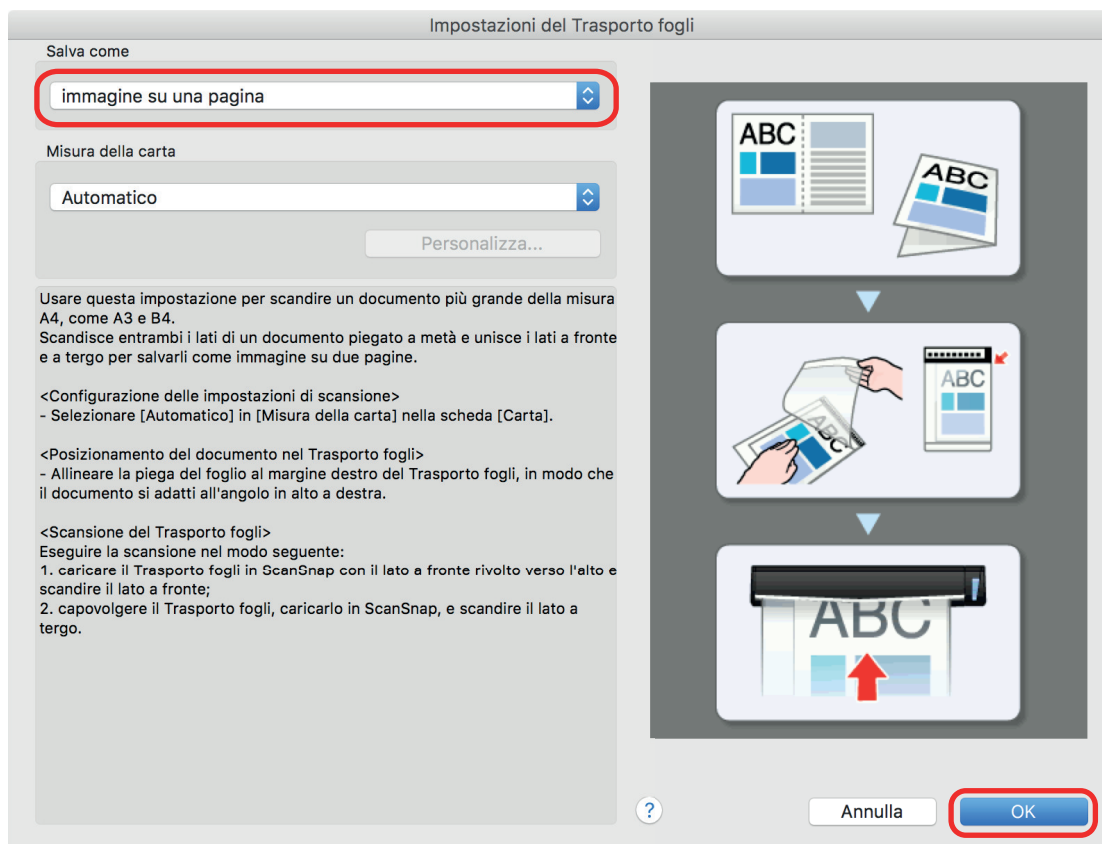 Impostazioni del Trasporto fogli
Salva come
immagine su una pagina
Misura della carta
Automatico
Personalizza...
Usare questa impostazione per scandire un documento più grande della misura
A4, come A3 e B4.
Scandisce entrambi i lati di un documento piegato a metà e unisce i lati a fronte
e a tergo per salvarli come immagine su due pagine.
<Configurazione delle impostazioni di scansione>
- Selezionare [Automatico] in [Misura della carta] nella scheda [Carta].
<Posizionamento del documento nel Trasporto fogli>
- Allineare la piega del foglio al margine destro del Trasporto fogli, in modo che
il documento si adatti all'angolo in alto a destra.
<Scansione del Trasporto fogli>
Eseguire la scansione nel modo seguente:
1. caricare il Trasporto fogli in ScanSnap con il lato a fronte rivolto verso l'alto e
scandire il lato a fronte;
2. capovolgere il Trasporto fogli, caricarlo in ScanSnap, e scandire il lato a
tergo.
ABC
ABC
ABC
ABC
ABC
?
Annulla
OK